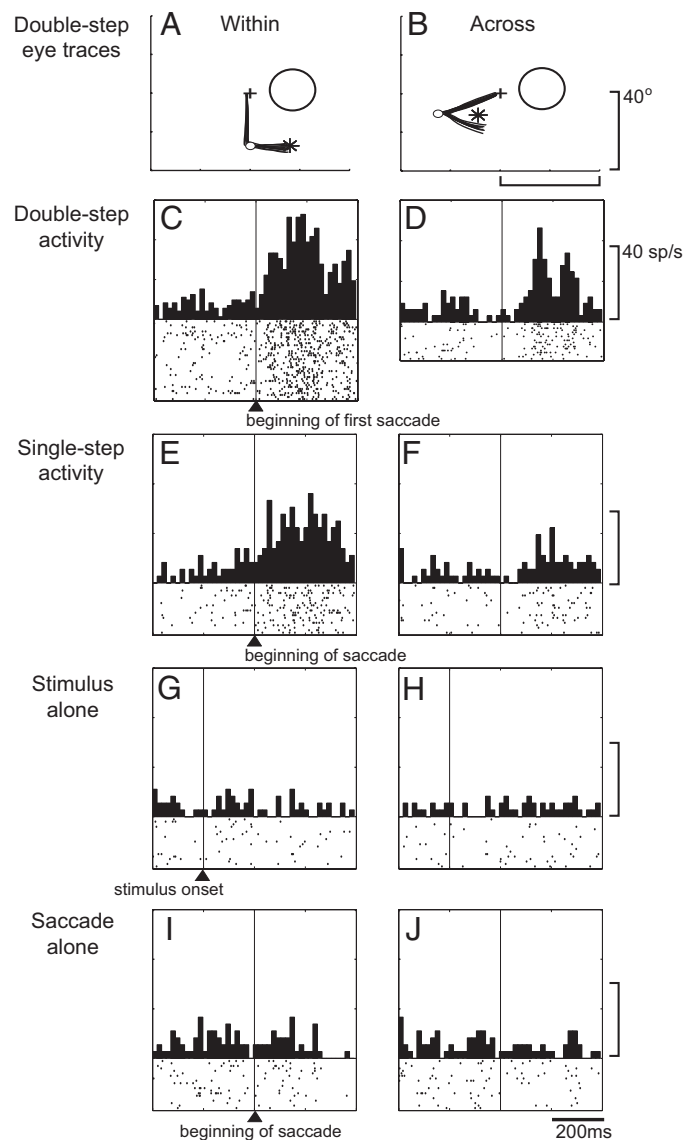 Double-step
eye traces
A Within
B Across
40°
Double-step
activity
C
D
40 sp/s
beginning of first saccade
Single-step
activity
E
F
beginning of saccade
Stimulus
alone
G
H
stimulus onset
Saccade
alone
I
J
beginning of saccade
200ms